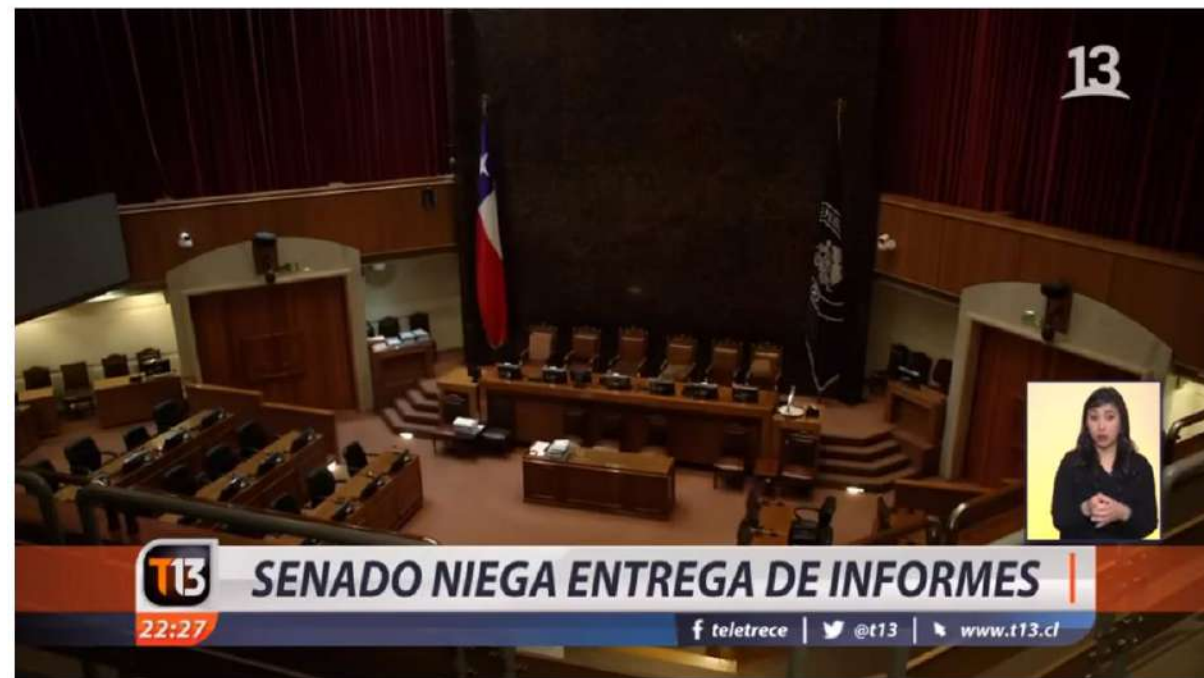 13
T13
SENADO NIEGA ENTREGA DE INFORMES
22:27
teletrece
@t13
www.t13.cl